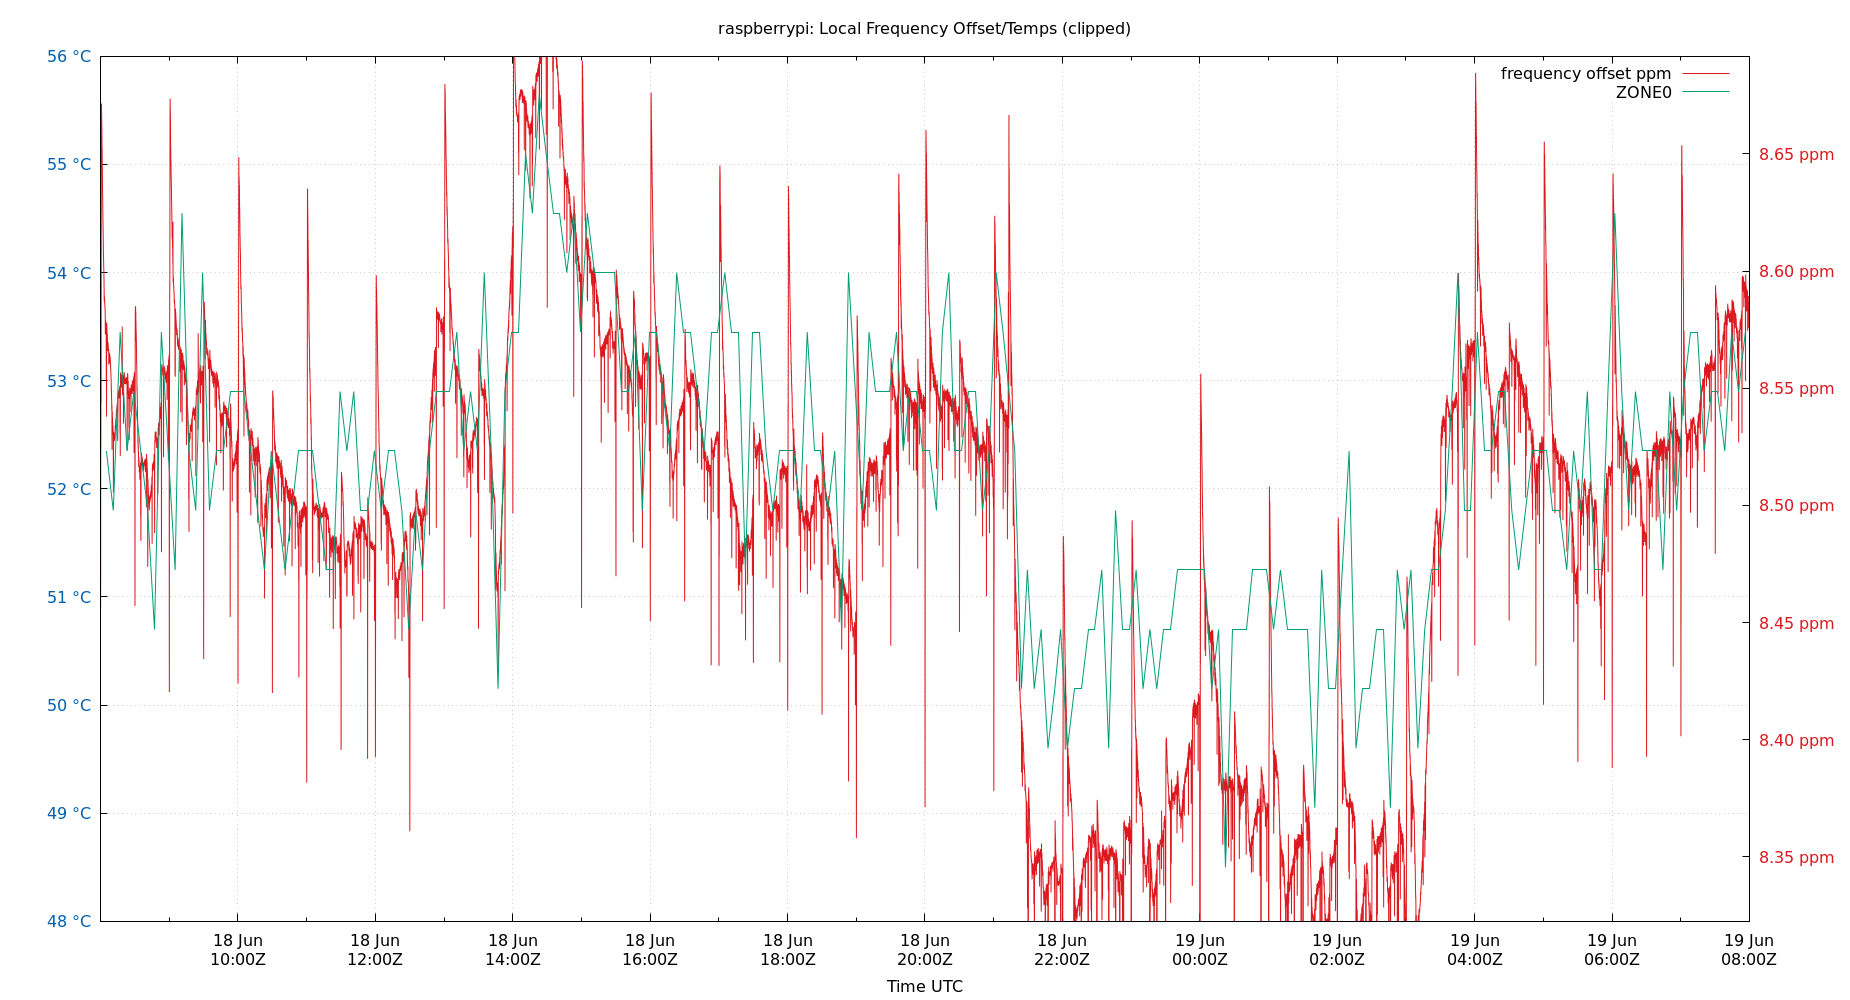 raspberrypi: Local Frequency Offset/Temps (clipped)
56 °C
55 °C
54 °C
53 °C
52 °C
51 °C
50 °C
49 °C
48 °C
frequency offset ppm
ZONE0
8.65 ppm
8.60 ppm
8.55 ppm
8.50 ppm
8.45 ppm
8.40 ppm
8.35 ppm
18 Jun 18 Jun 18 Jun 18 Jun 18 Jun 18 Jun 18 Jun 19 Jun 19 Jun 19 Jun 19 Jun 19 Jun
10:00Z 12:00Z 14:00Z 16:00Z 18:00Z 20:00Z 22:00Z 00:00Z 02:00Z 04:00Z 06:00Z 08:00Z
Time UTC